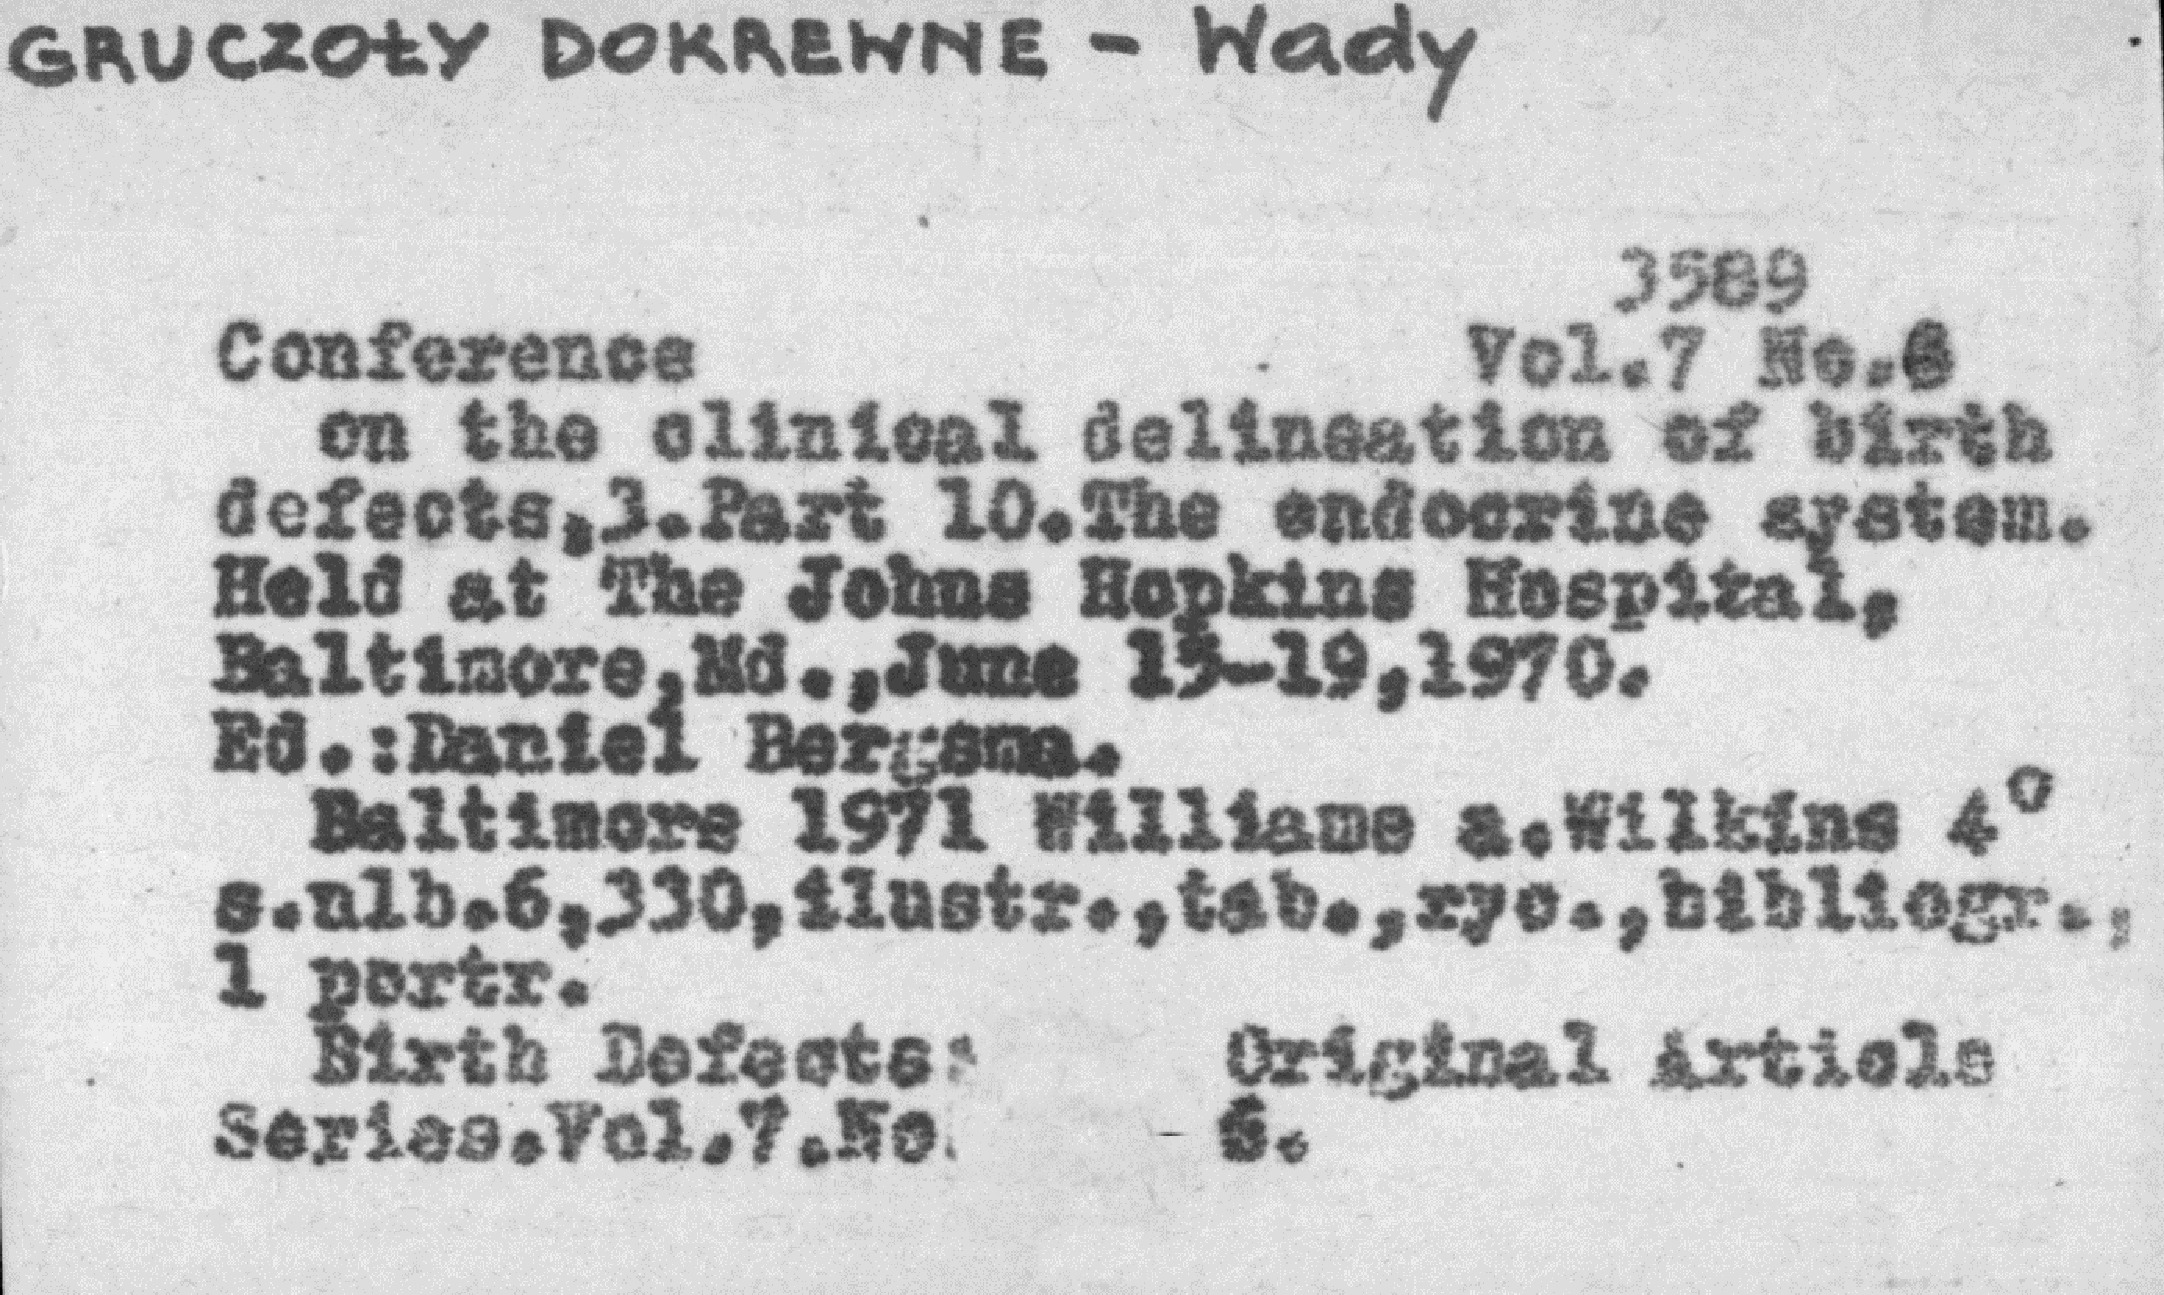 GRUCZOŁY DOKREWNE - Wady
3589
Conference Vol.7 No.6
on the clinical delineation of birth
defects,3.Part 10.The endocrine system.
Held at The Johns Hopkins Hospital,
Baltimore,Md.,June 15-19,1970.
Ed.:Daniel Bergsma.
Baltimore 1971 Williams a.Wilkins 4º
s.nlb.6,330,ilustr.,tab.,ryc.,bibliogr.,
1 portr.
Birth Defects: Original Article
Series.Vol.7.No. 6.